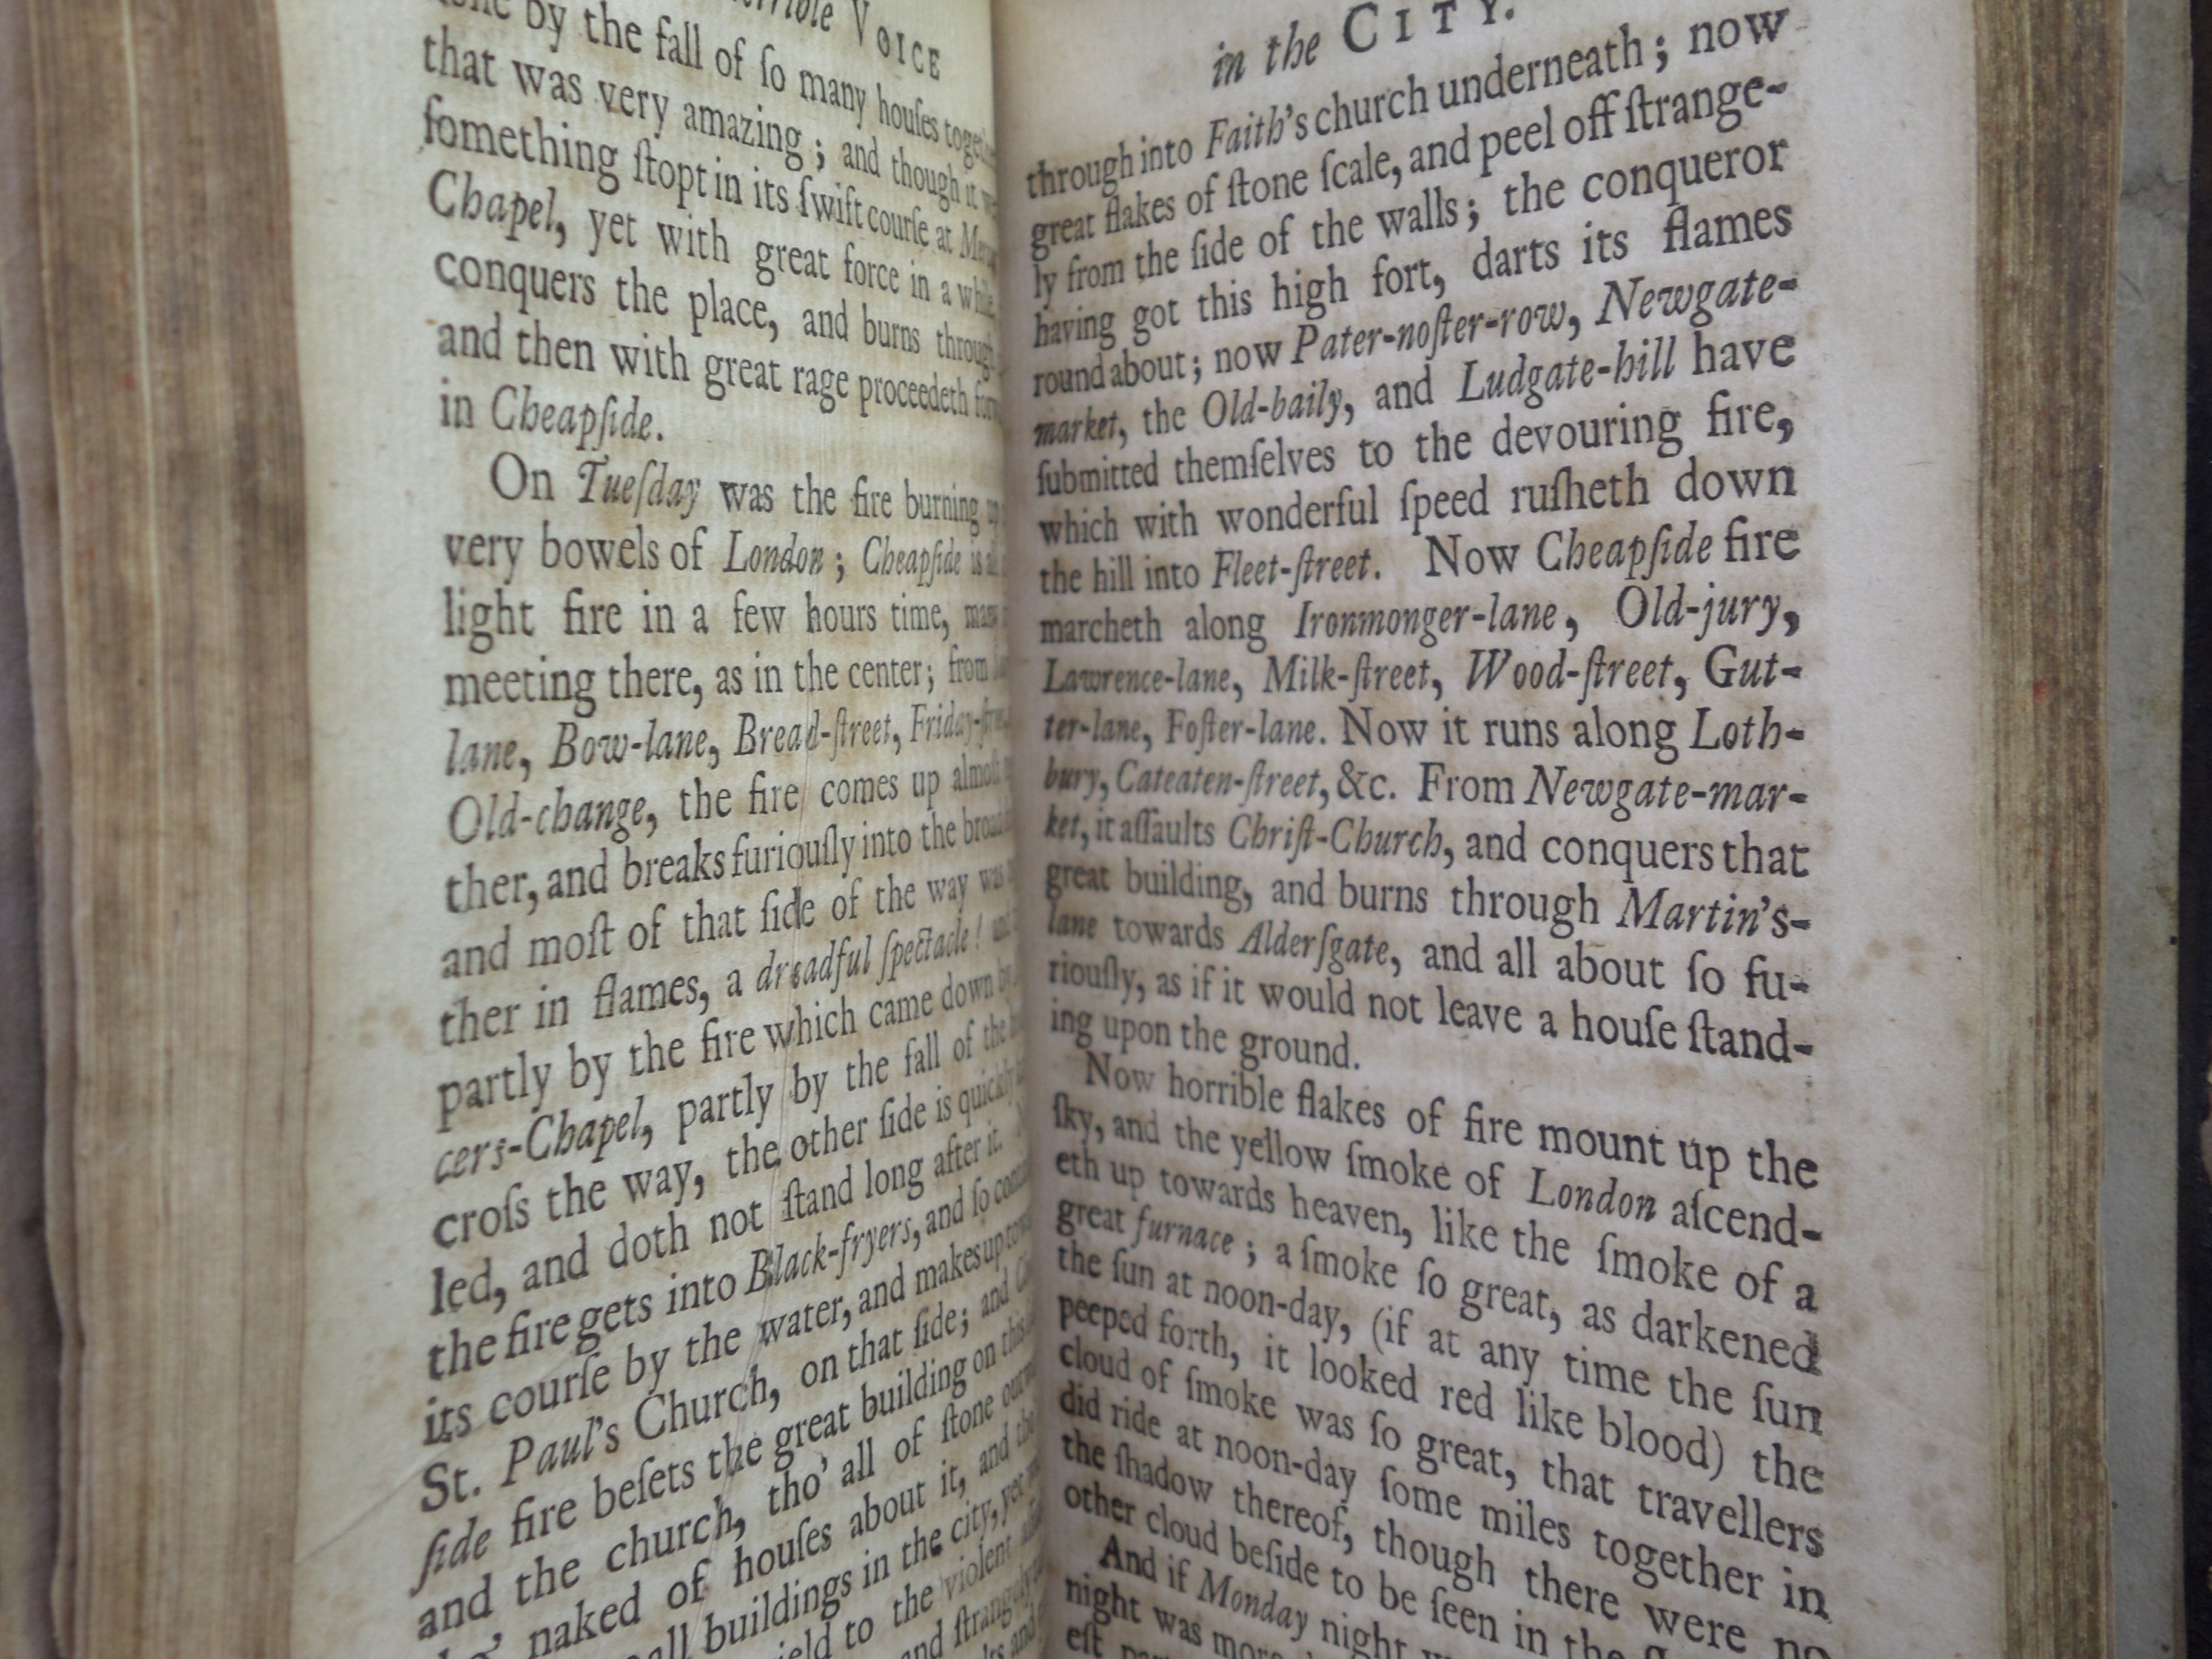 VOICE
by the fall of ſo many houſes
that was very amazing ; and though it
ſomething ſtopt in its ſwift courſe at
Chapel, yet with great force in a
conquers the place, and burns through
and then with great rage proceedeth
in Cheapſide.
On Tueſday was the fire burning
very bowels of London ; Cheapſide is
light fire in a few hours time,
meeting there, as in the center; from
lane, Bow-lane, Bread-ſtreet,
Old-change, the fire comes up almoſt
ther, and breaks furiouſly into the
and moſt of that ſide of the way was
ther in flames, a dreadful ſpectacle !
partly by the fire which came down
cers-Chapel, partly by the fall of the
croſs the way, the other ſide is quickly
led, and doth not ſtand long after it.
the fire gets into Black-fryers, and ſo
its courſe by the water, and makes up
St. Paul's Church, on that ſide; and
ſide fire beſets the great building on this
and the church, tho' all of ſtone
naked of houſes about it, and
all buildings in the city, yet
to the violent
and
in the CITY.
through into Faith's church underneath ; now
great flakes of ſtone ſcale, and peel off ſtrange-
ly from the ſide of the walls ; the conqueror
having got this high fort, darts its flames
round about ; now Pater-noſter-row, Newgate-
market, the Old-baily, and Ludgate-hill have
ſubmitted themſelves to the devouring fire,
which with wonderful ſpeed ruſheth down
the hill into Fleet-ſtreet. Now Cheapſide fire
marcheth along Ironmonger-lane, Old-jury,
Lawrence-lane, Milk-ſtreet, Wood-ſtreet, Gut-
ter-lane, Foſter-lane. Now it runs along Loth-
bury, Cateaten-ſtreet, &c. From Newgate-mar-
ket, it aſſaults Chriſt-Church, and conquers that
great building, and burns through Martin's-
lane towards Alderſgate, and all about ſo fu-
riouſly, as if it would not leave a houſe ſtand-
ing upon the ground.
Now horrible flakes of fire mount up the
ſky, and the yellow ſmoke of London aſcend-
eth up towards heaven, like the ſmoke of a
great furnace ; a ſmoke ſo great, as darkened
the ſun at noon-day, (if at any time the ſun
peeped forth, it looked red like blood) the
cloud of ſmoke was ſo great, that travellers
did ride at noon-day ſome miles together in
the ſhadow thereof, though there were no
other cloud beſide to be ſeen in the
And if Monday night
night was more
eſt